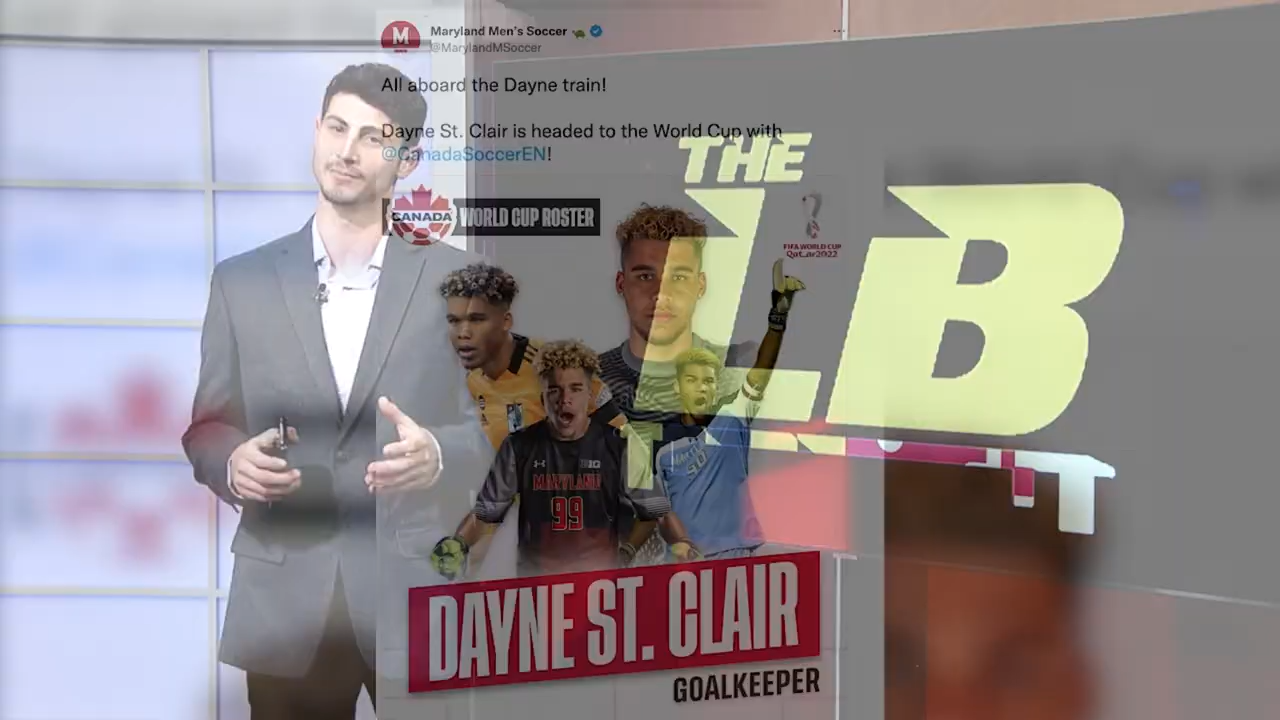 M
Maryland Men's Soccer
@MarylandMSoccer
All aboard the Dayne train!
Dayne St. Clair is headed to the World Cup with
@CanadaSoccerEN!
CANADA
WORLD CUP ROSTER
FIFA WORLD CUP
Qatar2022
THE
LB
MARYLAND
99
B1G
DAYNE ST. CLAIR
GOALKEEPER